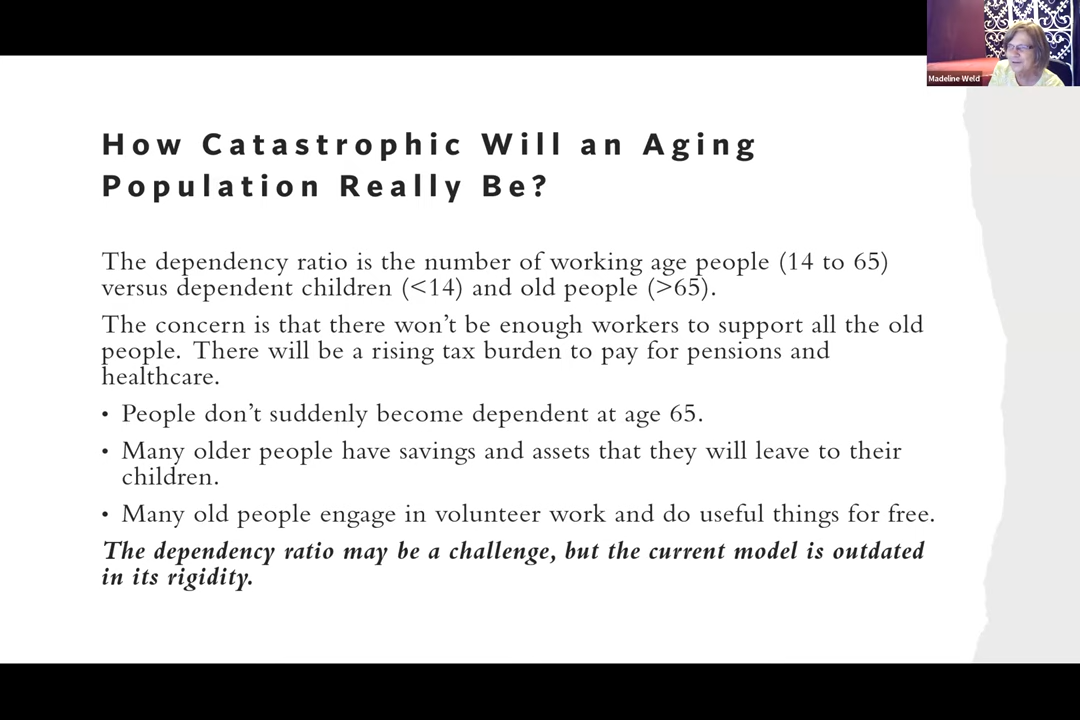 Madeline Weld
How Catastrophic Will an Aging
Population Really Be?
The dependency ratio is the number of working age people (14 to 65)
versus dependent children (<14) and old people (>65).
The concern is that there won’t be enough workers to support all the old
people. There will be a rising tax burden to pay for pensions and
healthcare.
• People don’t suddenly become dependent at age 65.
• Many older people have savings and assets that they will leave to their
children.
• Many old people engage in volunteer work and do useful things for free.
The dependency ratio may be a challenge, but the current model is outdated
in its rigidity.